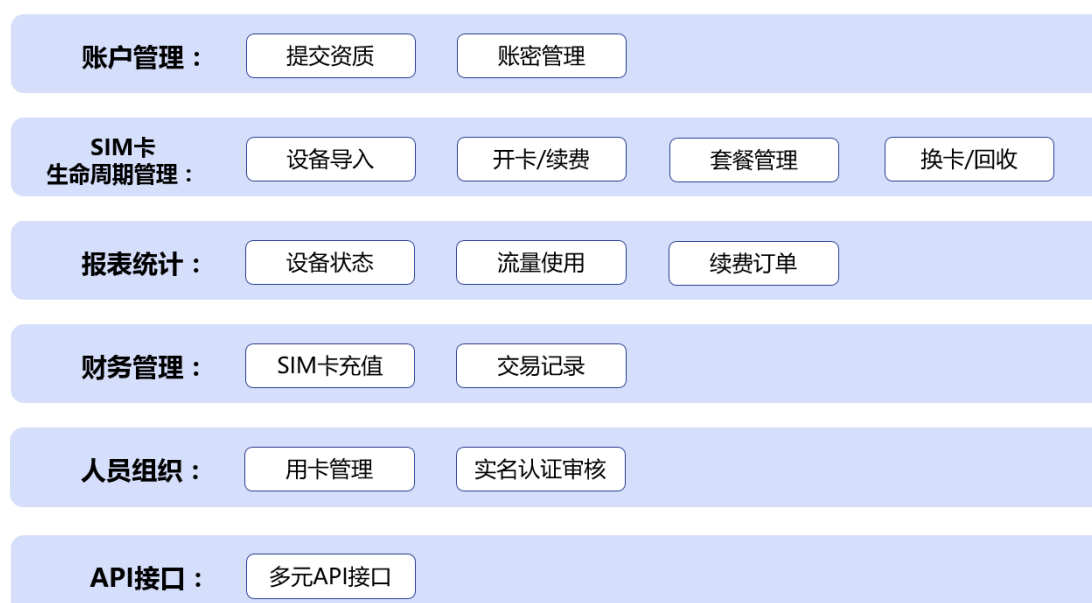 账户管理： 提交资质 账密管理
SIM卡
生命周期管理： 设备导入 开卡/续费 套餐管理 换卡/回收
报表统计： 设备状态 流量使用 续费订单
财务管理： SIM卡充值 交易记录
人员组织： 用卡管理 实名认证审核
API接口： 多元API接口